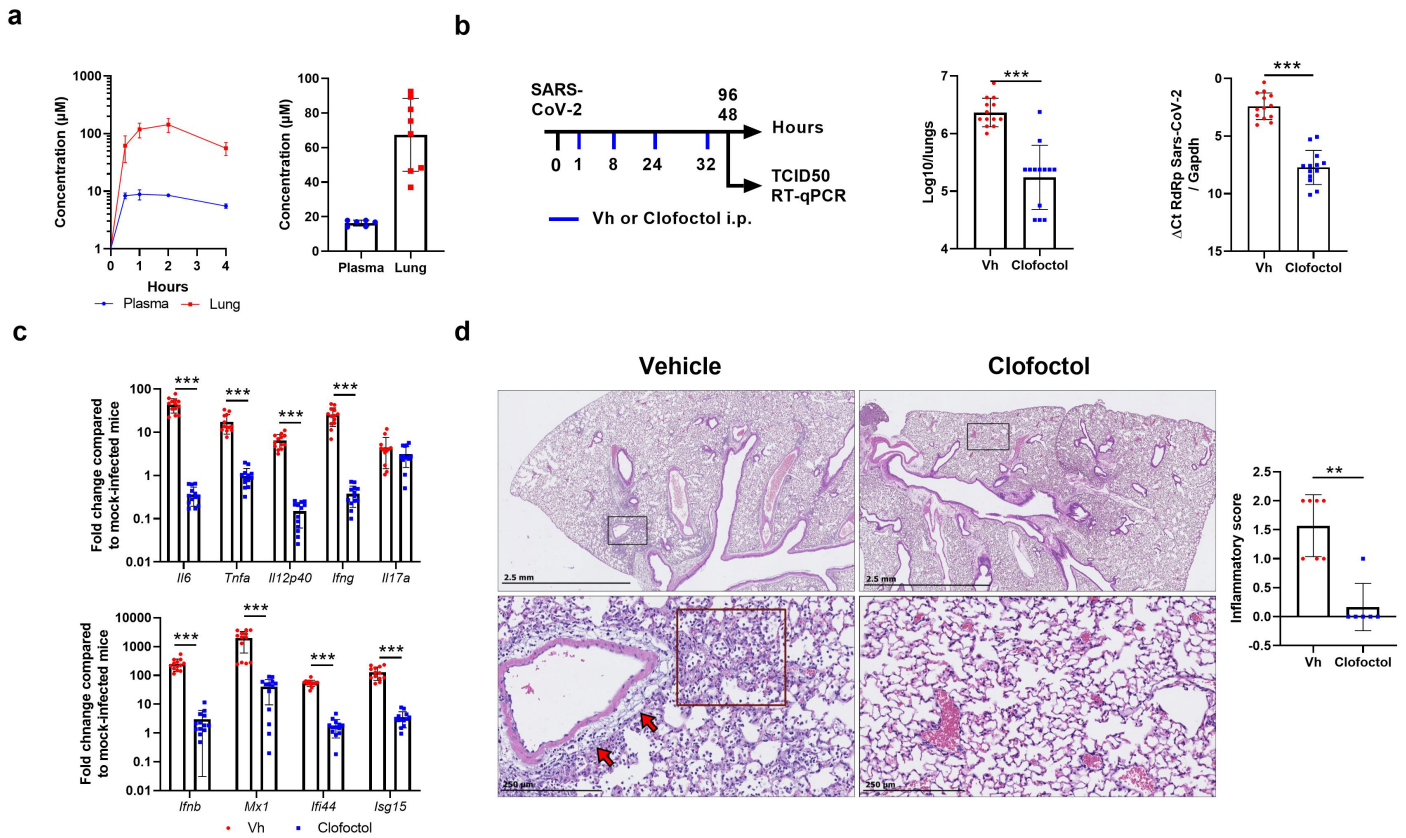 a
Concentration (µM)
1000
100
10
1
0
1
2
3
4
Hours
Plasma
Lung
Concentration (µM)
100
80
60
40
20
0
Plasma
Lung
b
SARS-
CoV-2
96
48
Hours
0
1
8
24
32
TCID50
RT-qPCR
Vh or Clofoctol i.p.
Log10/lungs
7
6
5
4
***
Vh
Clofoctol
ΔCt RdRp Sars-CoV-2
/ Gapdh
0
5
10
15
***
Vh
Clofoctol
c
Fold change compared
to mock-infected mice
100
10
1
0.1
0.01
***
***
***
***
Il6
Tnfa
Il12p40
Ifng
Il17a
Fold change compared
to mock-infected mice
10000
1000
100
10
1
0.1
0.01
***
***
***
***
Ifnb
Mx1
Ifi44
Isg15
Vh
Clofoctol
d
Vehicle
Clofoctol
2.5 mm
2.5 mm
250 µm
250 µm
Inflammatory score
2.5
2.0
1.5
1.0
0.5
0.0
-0.5
**
Vh
Clofoctol